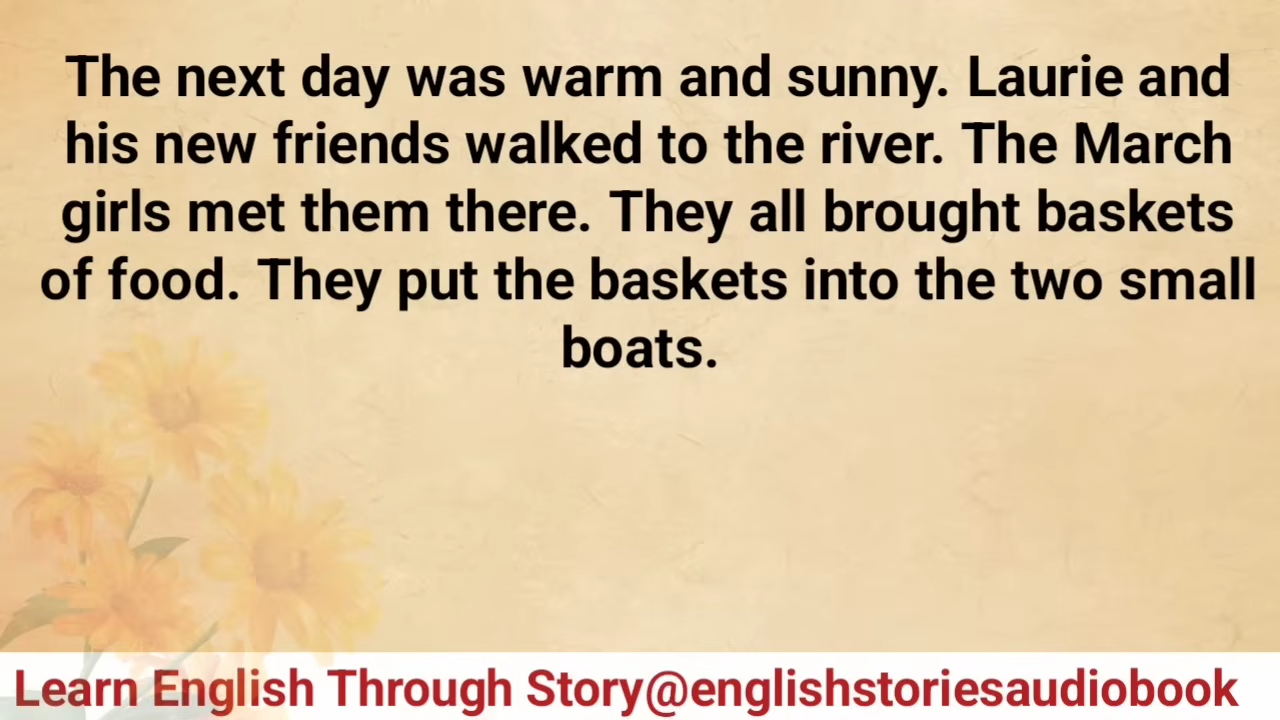 The next day was warm and sunny. Laurie and
his new friends walked to the river. The March
girls met them there. They all brought baskets
of food. They put the baskets into the two small
boats.
Learn English Through Story@englishstoriesaudiobook